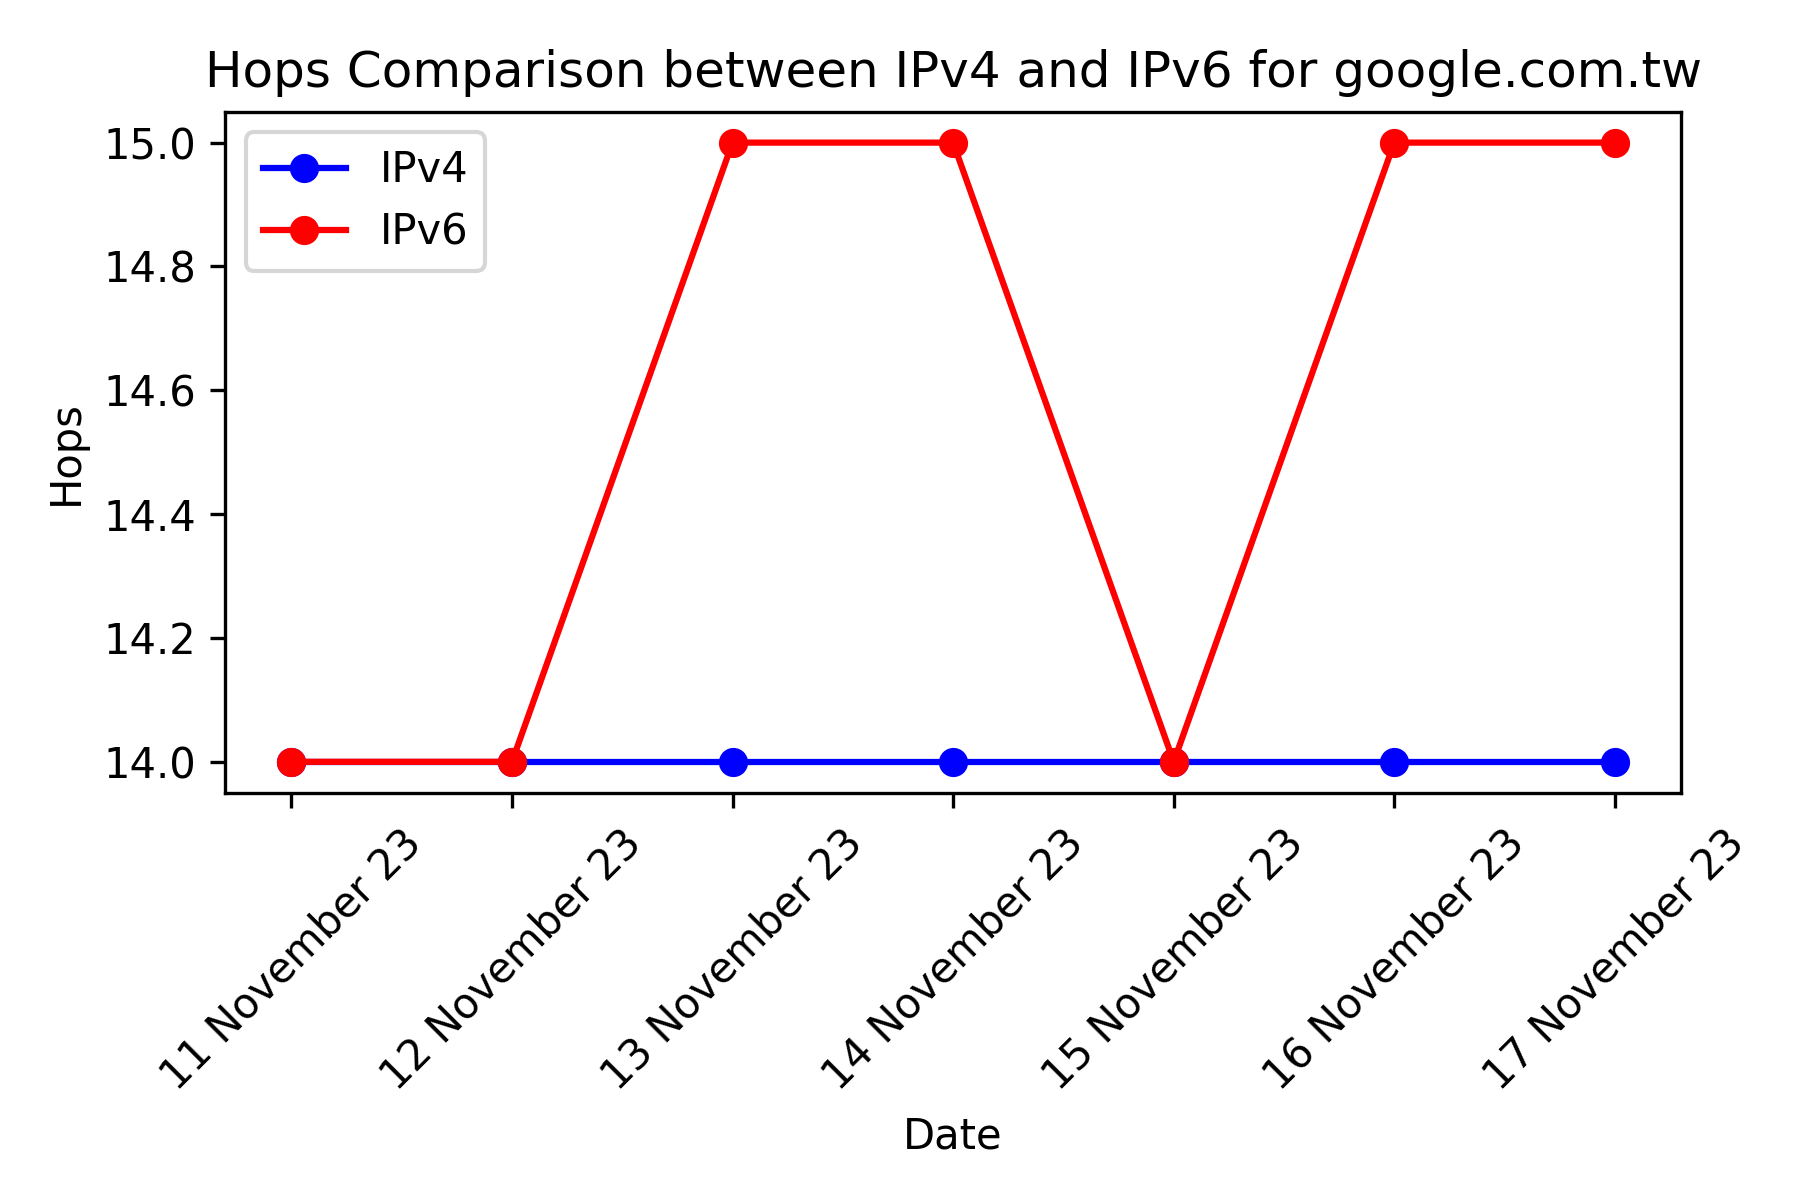 Hops Comparison between IPv4 and IPv6 for google.com.tw
IPv4
IPv6
15.0
14.8
14.6
14.4
14.2
14.0
Hops
11 November 23
12 November 23
13 November 23
14 November 23
15 November 23
16 November 23
17 November 23
Date